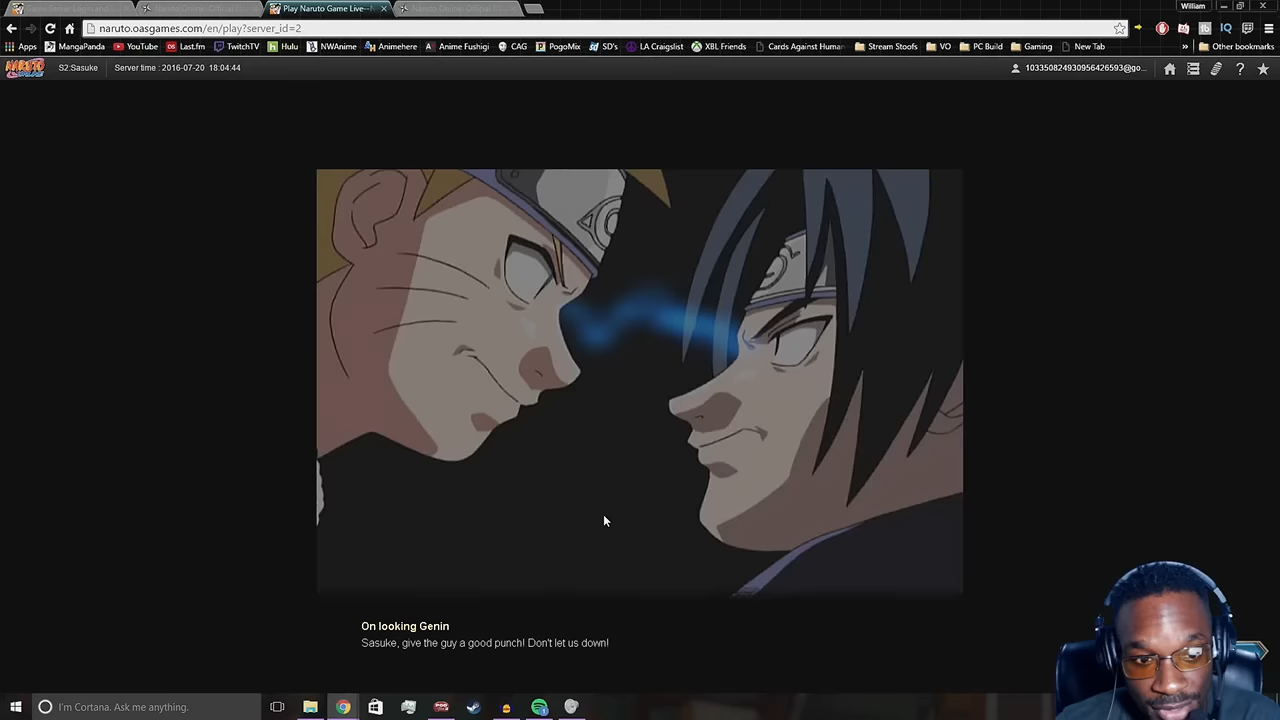 Play Naruto Game Live--
William
naruto.oasgames.com/en/play?server_id=2
Apps MangaPanda YouTube Last.fm TwitchTV NWAnime Animehere Anime Fushigi CAG PogoMix SD's LA Craigslist XBL Friends Cards Against Human Stream Stoofs VO PC Build Gaming New Tab » Other bookmarks
S2:Sasuke Server time : 2016-07-20 18:04:44 103350824930956426593@go...
On looking Genin
Sasuke, give the guy a good punch! Don't let us down!
I'm Cortana. Ask me anything.